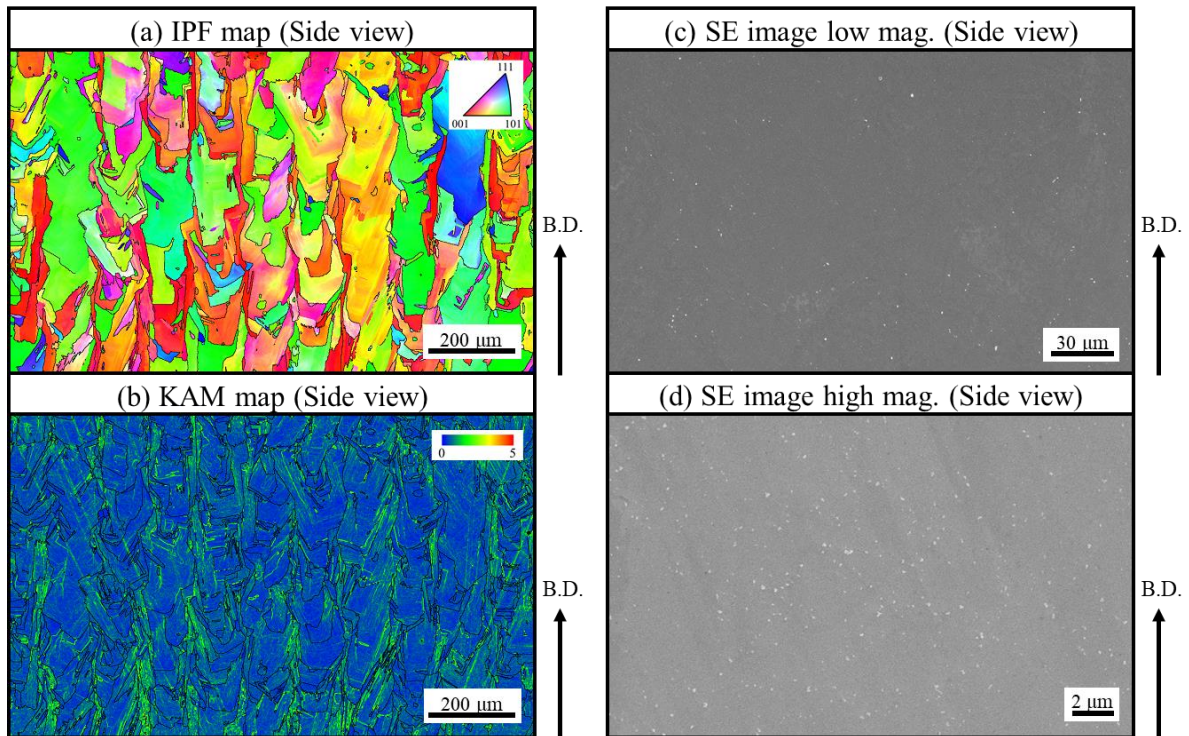 (a) IPF map (Side view)
111
001
101
200 μm
B.D.
(b) KAM map (Side view)
0
5
200 μm
B.D.
(c) SE image low mag. (Side view)
30 μm
B.D.
(d) SE image high mag. (Side view)
2 μm
B.D.